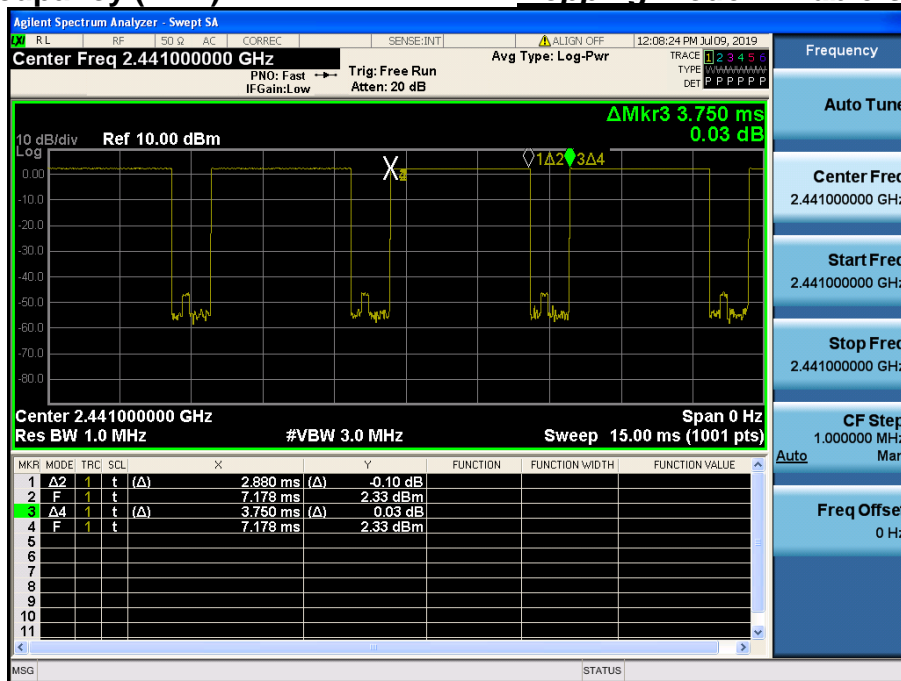 Agilent Spectrum Analyzer - Swept SA
LXI RL RF 50 Ω AC CORREC SENSE:INT ALIGN OFF 12:08:24 PM Jul 09, 2019
Center Freq 2.441000000 GHz
PNO: Fast
IFGain:Low
Trig: Free Run
Atten: 20 dB
Avg Type: Log-Pwr
TRACE 1 2 3 4 5 6
TYPE
DET P P P P P P
Frequency
Auto Tune
ΔMkr3 3.750 ms
0.03 dB
10 dB/div Ref 10.00 dBm
Log
0.00
-10.0
-20.0
-30.0
-40.0
-50.0
-60.0
-70.0
-80.0
X
1Δ2 3Δ4
Center Freq
2.441000000 GHz
Start Freq
2.441000000 GHz
Stop Freq
2.441000000 GHz
CF Step
1.000000 MHz
Auto Man
Freq Offset
0 Hz
Center 2.441000000 GHz Span 0 Hz
Res BW 1.0 MHz #VBW 3.0 MHz Sweep 15.00 ms (1001 pts)
MKR MODE TRC SCL X Y FUNCTION FUNCTION WIDTH FUNCTION VALUE
1 Δ2 1 t (Δ) 2.880 ms (Δ) -0.10 dB
2 F 1 t 7.178 ms 2.33 dBm
3 Δ4 1 t (Δ) 3.750 ms (Δ) 0.03 dB
4 F 1 t 7.178 ms 2.33 dBm
5
6
7
8
9
10
11
MSG STATUS